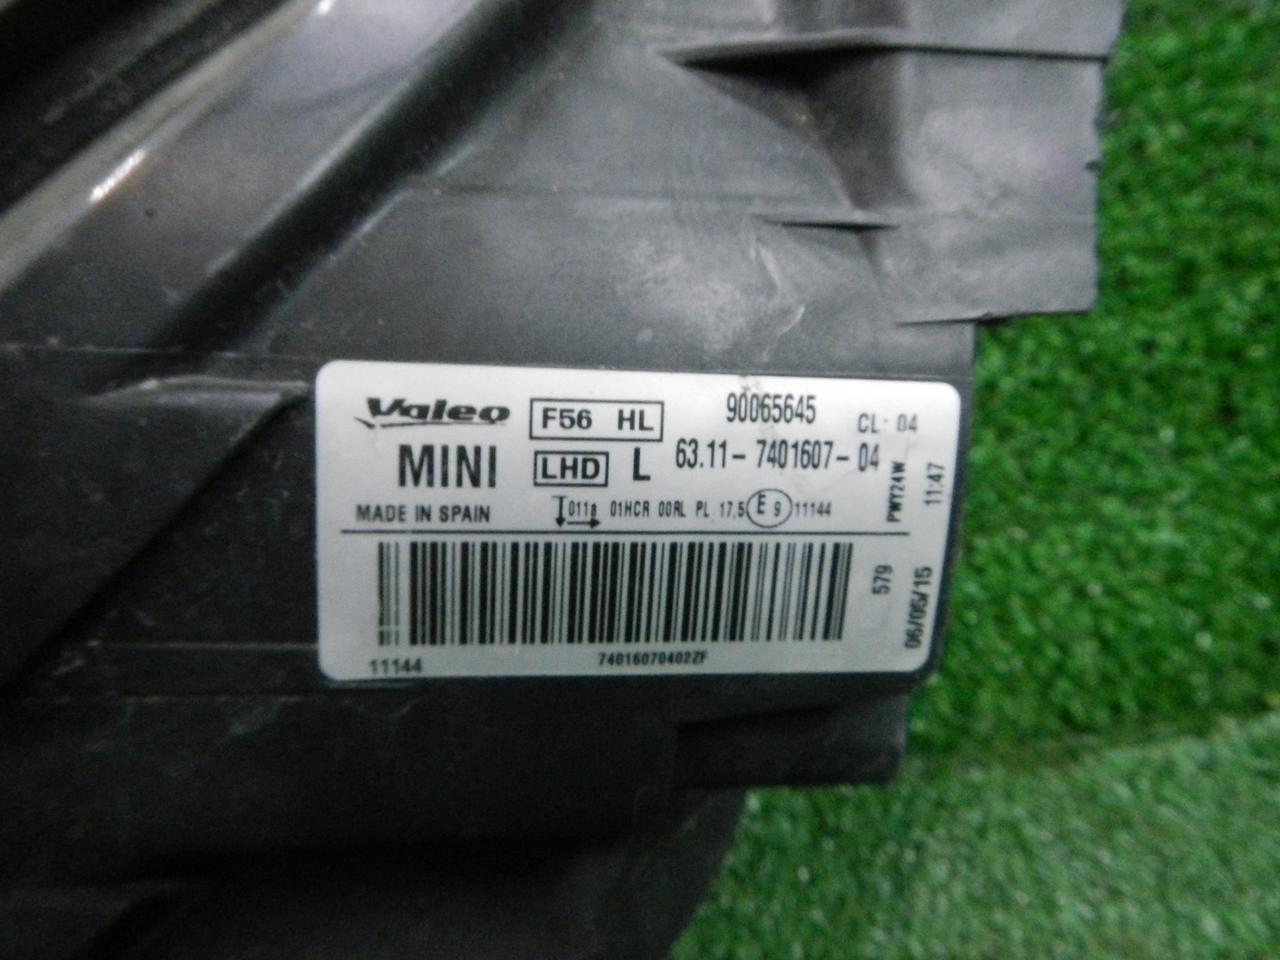 Valeo F56 HL 90065645 CL: 04
MINI LHD L 63.11-7401607-04
MADE IN SPAIN 011a 01HCR 00RL PL 17,5 E 9 11144
PWY24W 11:47
579 06/05/15
11144 74016070402ZF